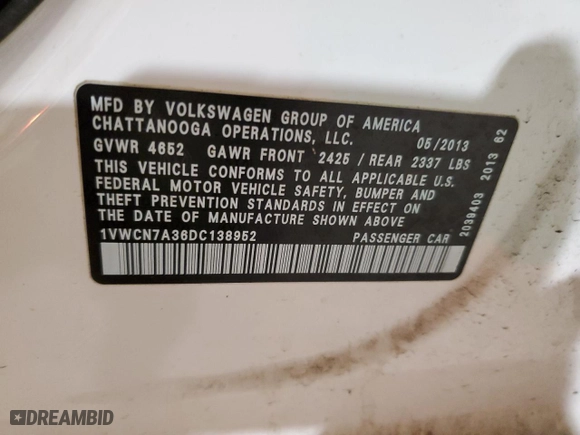 MFD BY VOLKSWAGEN GROUP OF AMERICA
CHATTANOOGA OPERATIONS, LLC. 05/2013
GVWR 4652 GAWR FRONT 2425 / REAR 2337 LBS
THIS VEHICLE CONFORMS TO ALL APPLICABLE U.S.
FEDERAL MOTOR VEHICLE SAFETY, BUMPER AND
THEFT PREVENTION STANDARDS IN EFFECT ON
THE DATE OF MANUFACTURE SHOWN ABOVE
1VWCN7A36DC138952 PASSENGER CAR
2039403 2013 62
DREAMBID